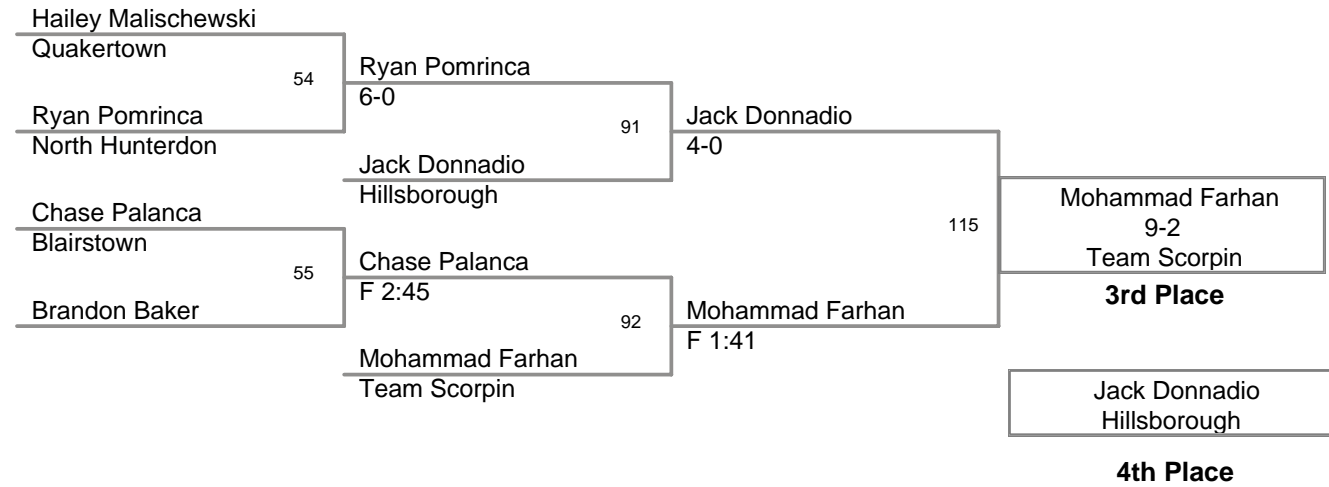 Hailey Malischewski
Quakertown
54
Ryan Pomrinca
6-0
Ryan Pomrinca
North Hunterdon
91
Jack Donnadio
4-0
Jack Donnadio
Hillsborough
Chase Palanca
Blairstown
115
Mohammad Farhan
9-2
Team Scorpin
3rd Place
55
Chase Palanca
F 2:45
Brandon Baker
92
Mohammad Farhan
F 1:41
Mohammad Farhan
Team Scorpin
Jack Donnadio
Hillsborough
4th Place